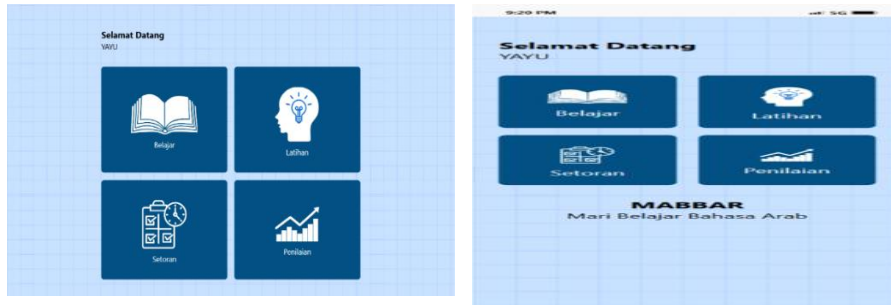 Selamat Datang
YAYU
Belajar
Latihan
Setoran
Penilaian
9:20 PM
5G
Selamat Datang
YAYU
Belajar
Latihan
Setoran
Penilaian
MABBAR
Mari Belajar Bahasa Arab